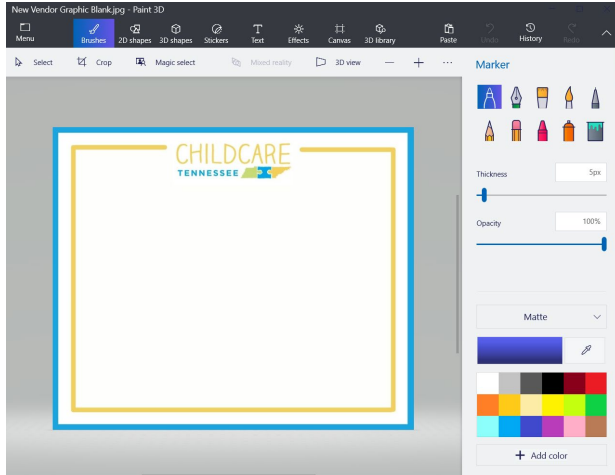 New Vendor Graphic Blank.jpg - Paint 3D
Menu Brushes 2D shapes 3D shapes Stickers Text Effects Canvas 3D library Paste Undo History Redo
Select Crop Magic select Mixed reality 3D view
Marker
Thickness 5px
Opacity 100%
Matte
Add color
CHILDCARE
TENNESSEE